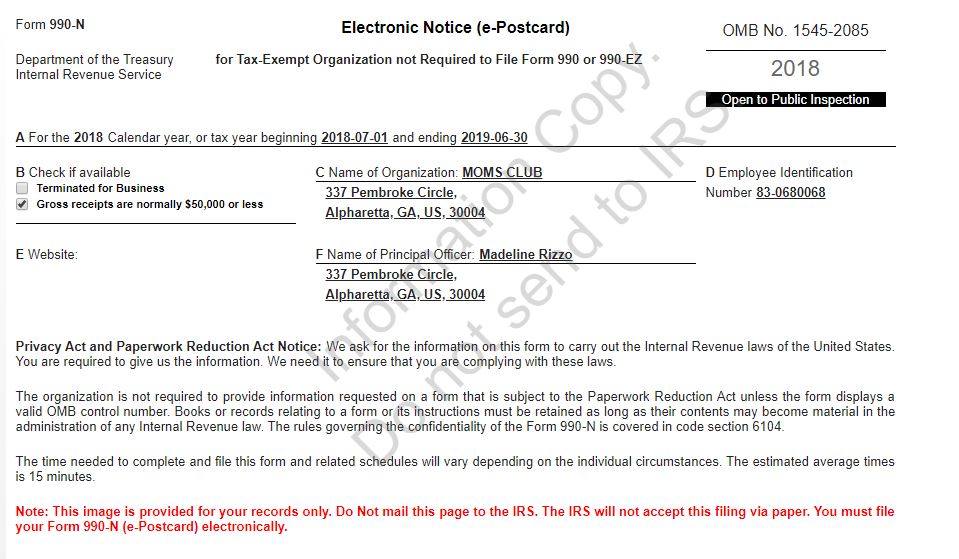 Form 990-N
Electronic Notice (e-Postcard)
OMB No. 1545-2085
Department of the Treasury
Internal Revenue Service
for Tax-Exempt Organization not Required to File Form 990 or 990-EZ
2018
Open to Public Inspection
A For the 2018 Calendar year, or tax year beginning 2018-07-01 and ending 2019-06-30
B Check if available
Terminated for Business
Gross receipts are normally $50,000 or less
C Name of Organization: MOMS CLUB
337 Pembroke Circle,
Alpharetta, GA, US, 30004
D Employee Identification
Number 83-0680068
E Website:
F Name of Principal Officer: Madeline Rizzo
337 Pembroke Circle,
Alpharetta, GA, US, 30004
Privacy Act and Paperwork Reduction Act Notice: We ask for the information on this form to carry out the Internal Revenue laws of the United States.
You are required to give us the information. We need it to ensure that you are complying with these laws.
The organization is not required to provide information requested on a form that is subject to the Paperwork Reduction Act unless the form displays a
valid OMB control number. Books or records relating to a form or its instructions must be retained as long as their contents may become material in the
administration of any Internal Revenue law. The rules governing the confidentiality of the Form 990-N is covered in code section 6104.
The time needed to complete and file this form and related schedules will vary depending on the individual circumstances. The estimated average times
is 15 minutes.
Note: This image is provided for your records only. Do Not mail this page to the IRS. The IRS will not accept this filing via paper. You must file
your Form 990-N (e-Postcard) electronically.
Information Copy.
Do not send to IRS